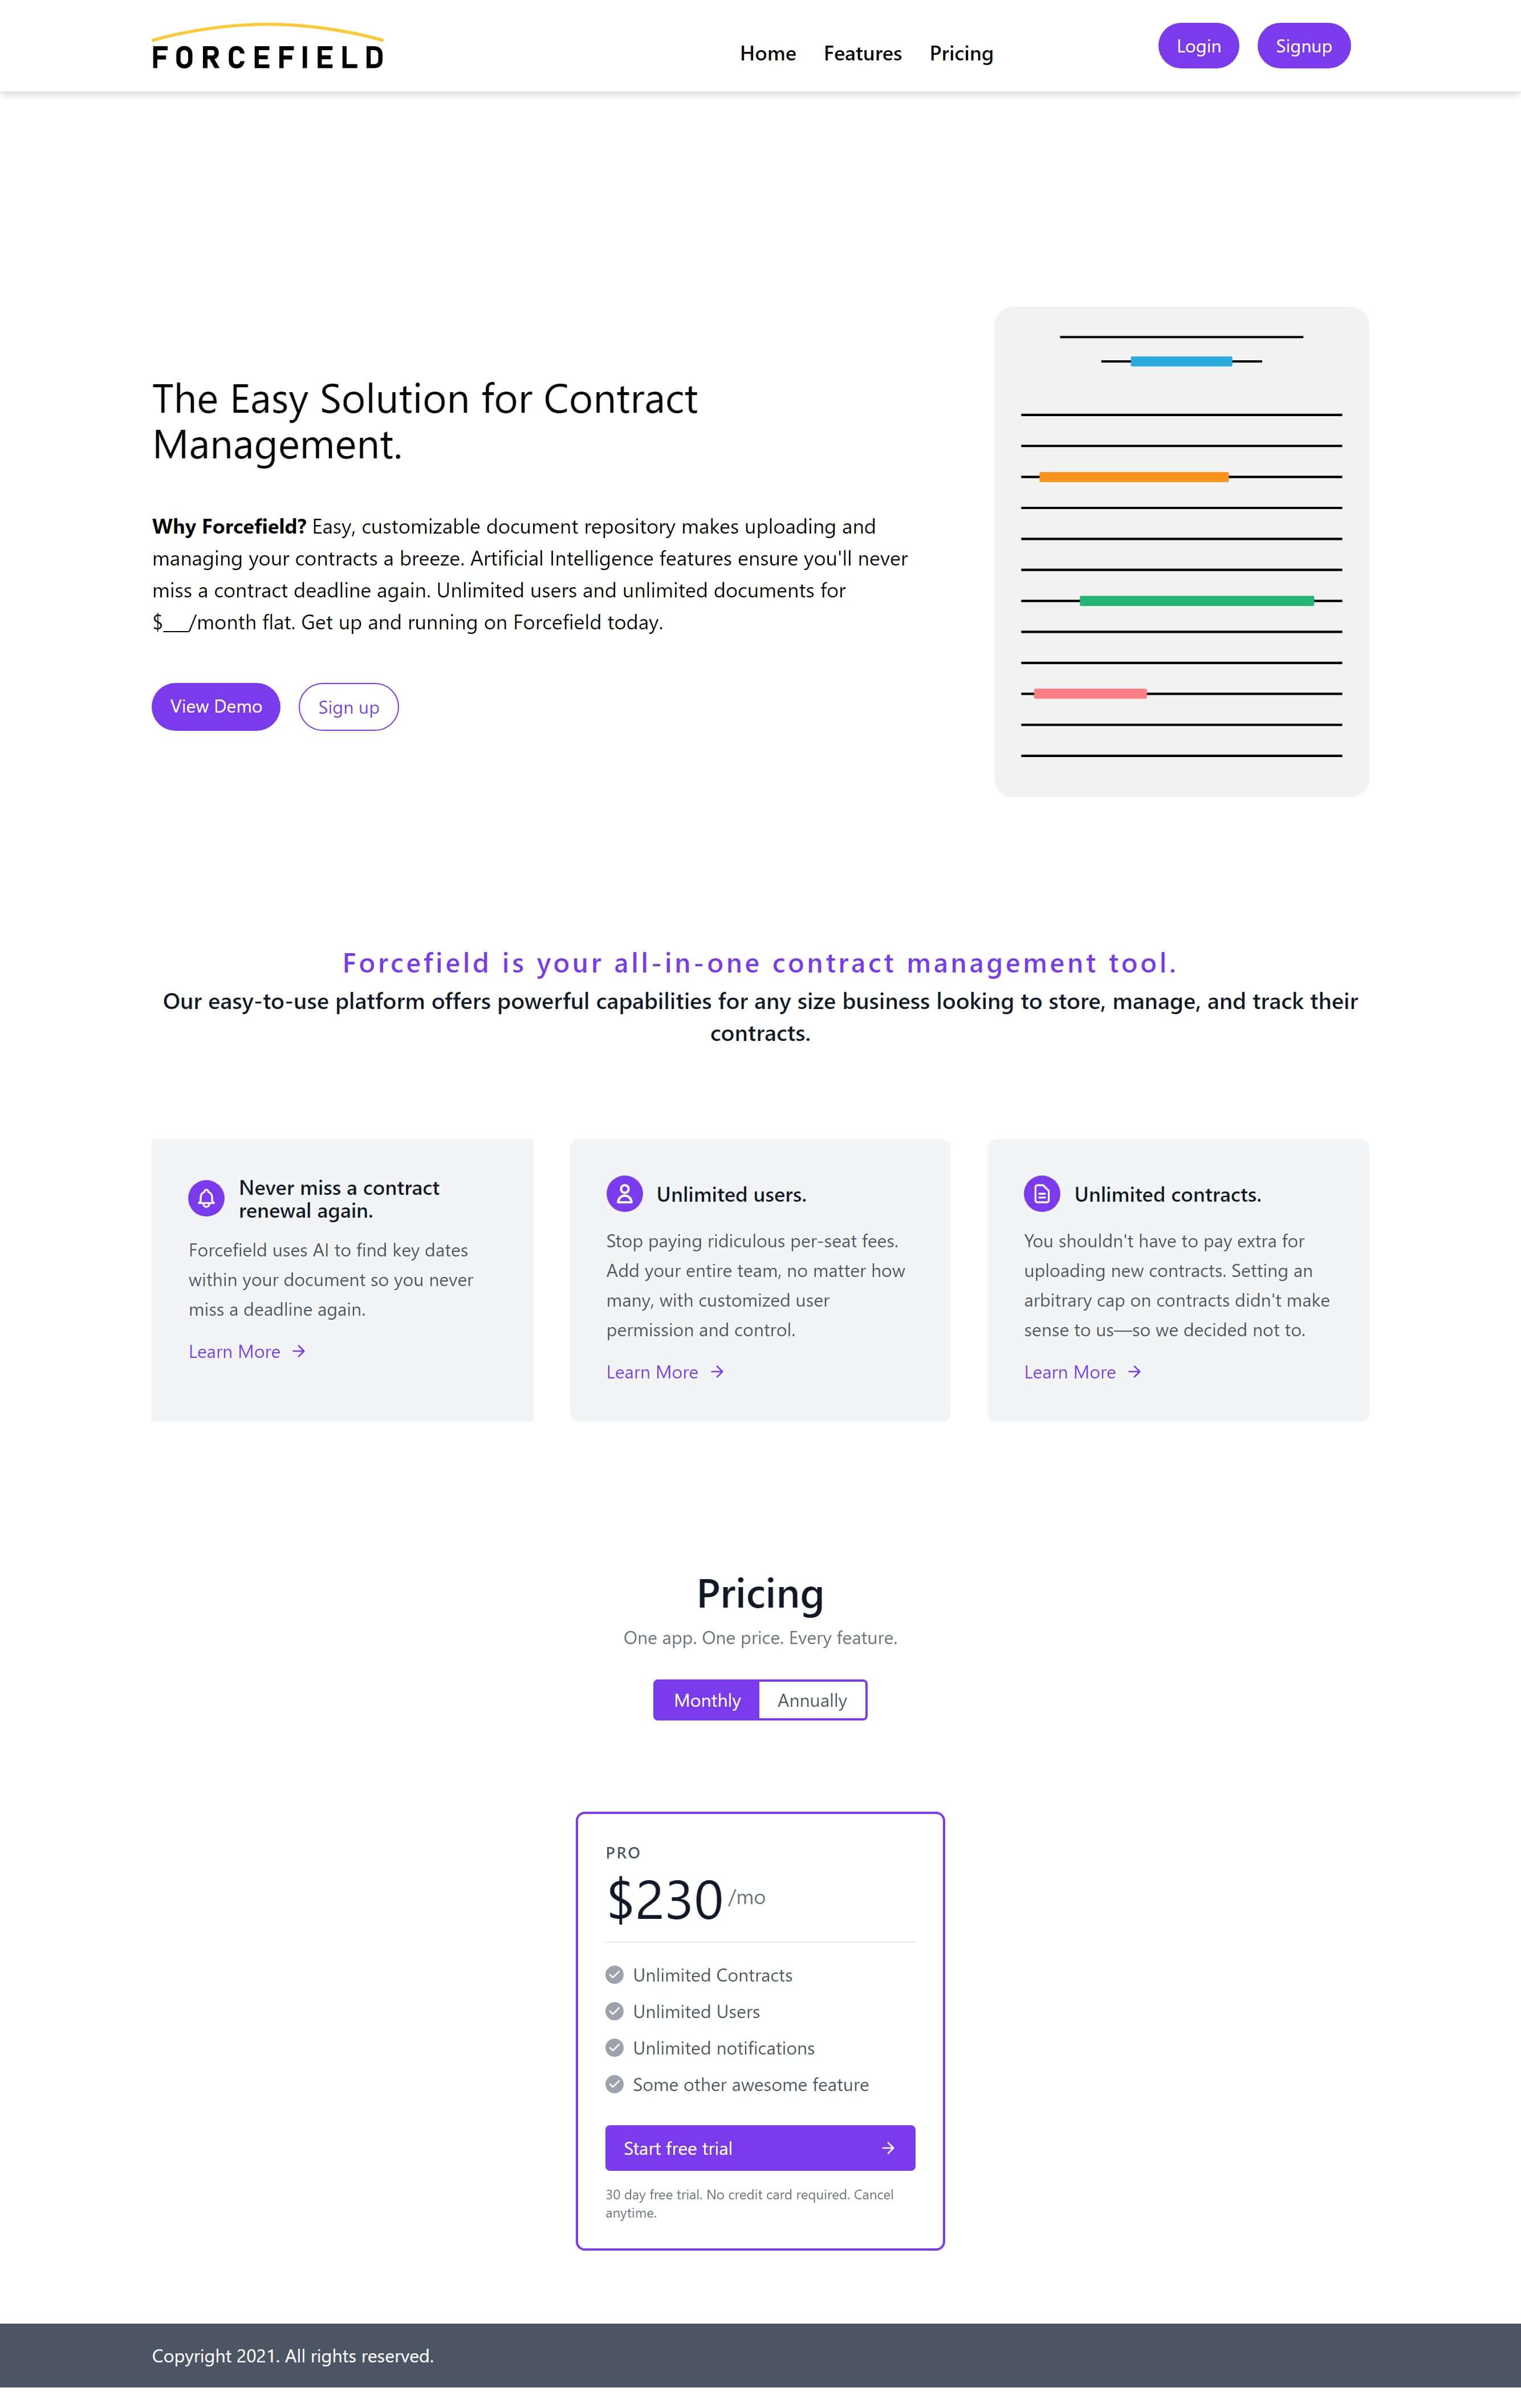 FORCEFIELD
Home Features Pricing
Login Signup
The Easy Solution for Contract
Management.
Why Forcefield? Easy, customizable document repository makes uploading and
managing your contracts a breeze. Artificial Intelligence features ensure you'll never
miss a contract deadline again. Unlimited users and unlimited documents for
$___/month flat. Get up and running on Forcefield today.
View Demo Sign up
Forcefield is your all-in-one contract management tool.
Our easy-to-use platform offers powerful capabilities for any size business looking to store, manage, and track their
contracts.
Never miss a contract
renewal again.
Forcefield uses AI to find key dates
within your document so you never
miss a deadline again.
Learn More
Unlimited users.
Stop paying ridiculous per-seat fees.
Add your entire team, no matter how
many, with customized user
permission and control.
Learn More
Unlimited contracts.
You shouldn't have to pay extra for
uploading new contracts. Setting an
arbitrary cap on contracts didn't make
sense to us—so we decided not to.
Learn More
Pricing
One app. One price. Every feature.
Monthly Annually
PRO
$230 /mo
Unlimited Contracts
Unlimited Users
Unlimited notifications
Some other awesome feature
Start free trial
30 day free trial. No credit card required. Cancel
anytime.
Copyright 2021. All rights reserved.